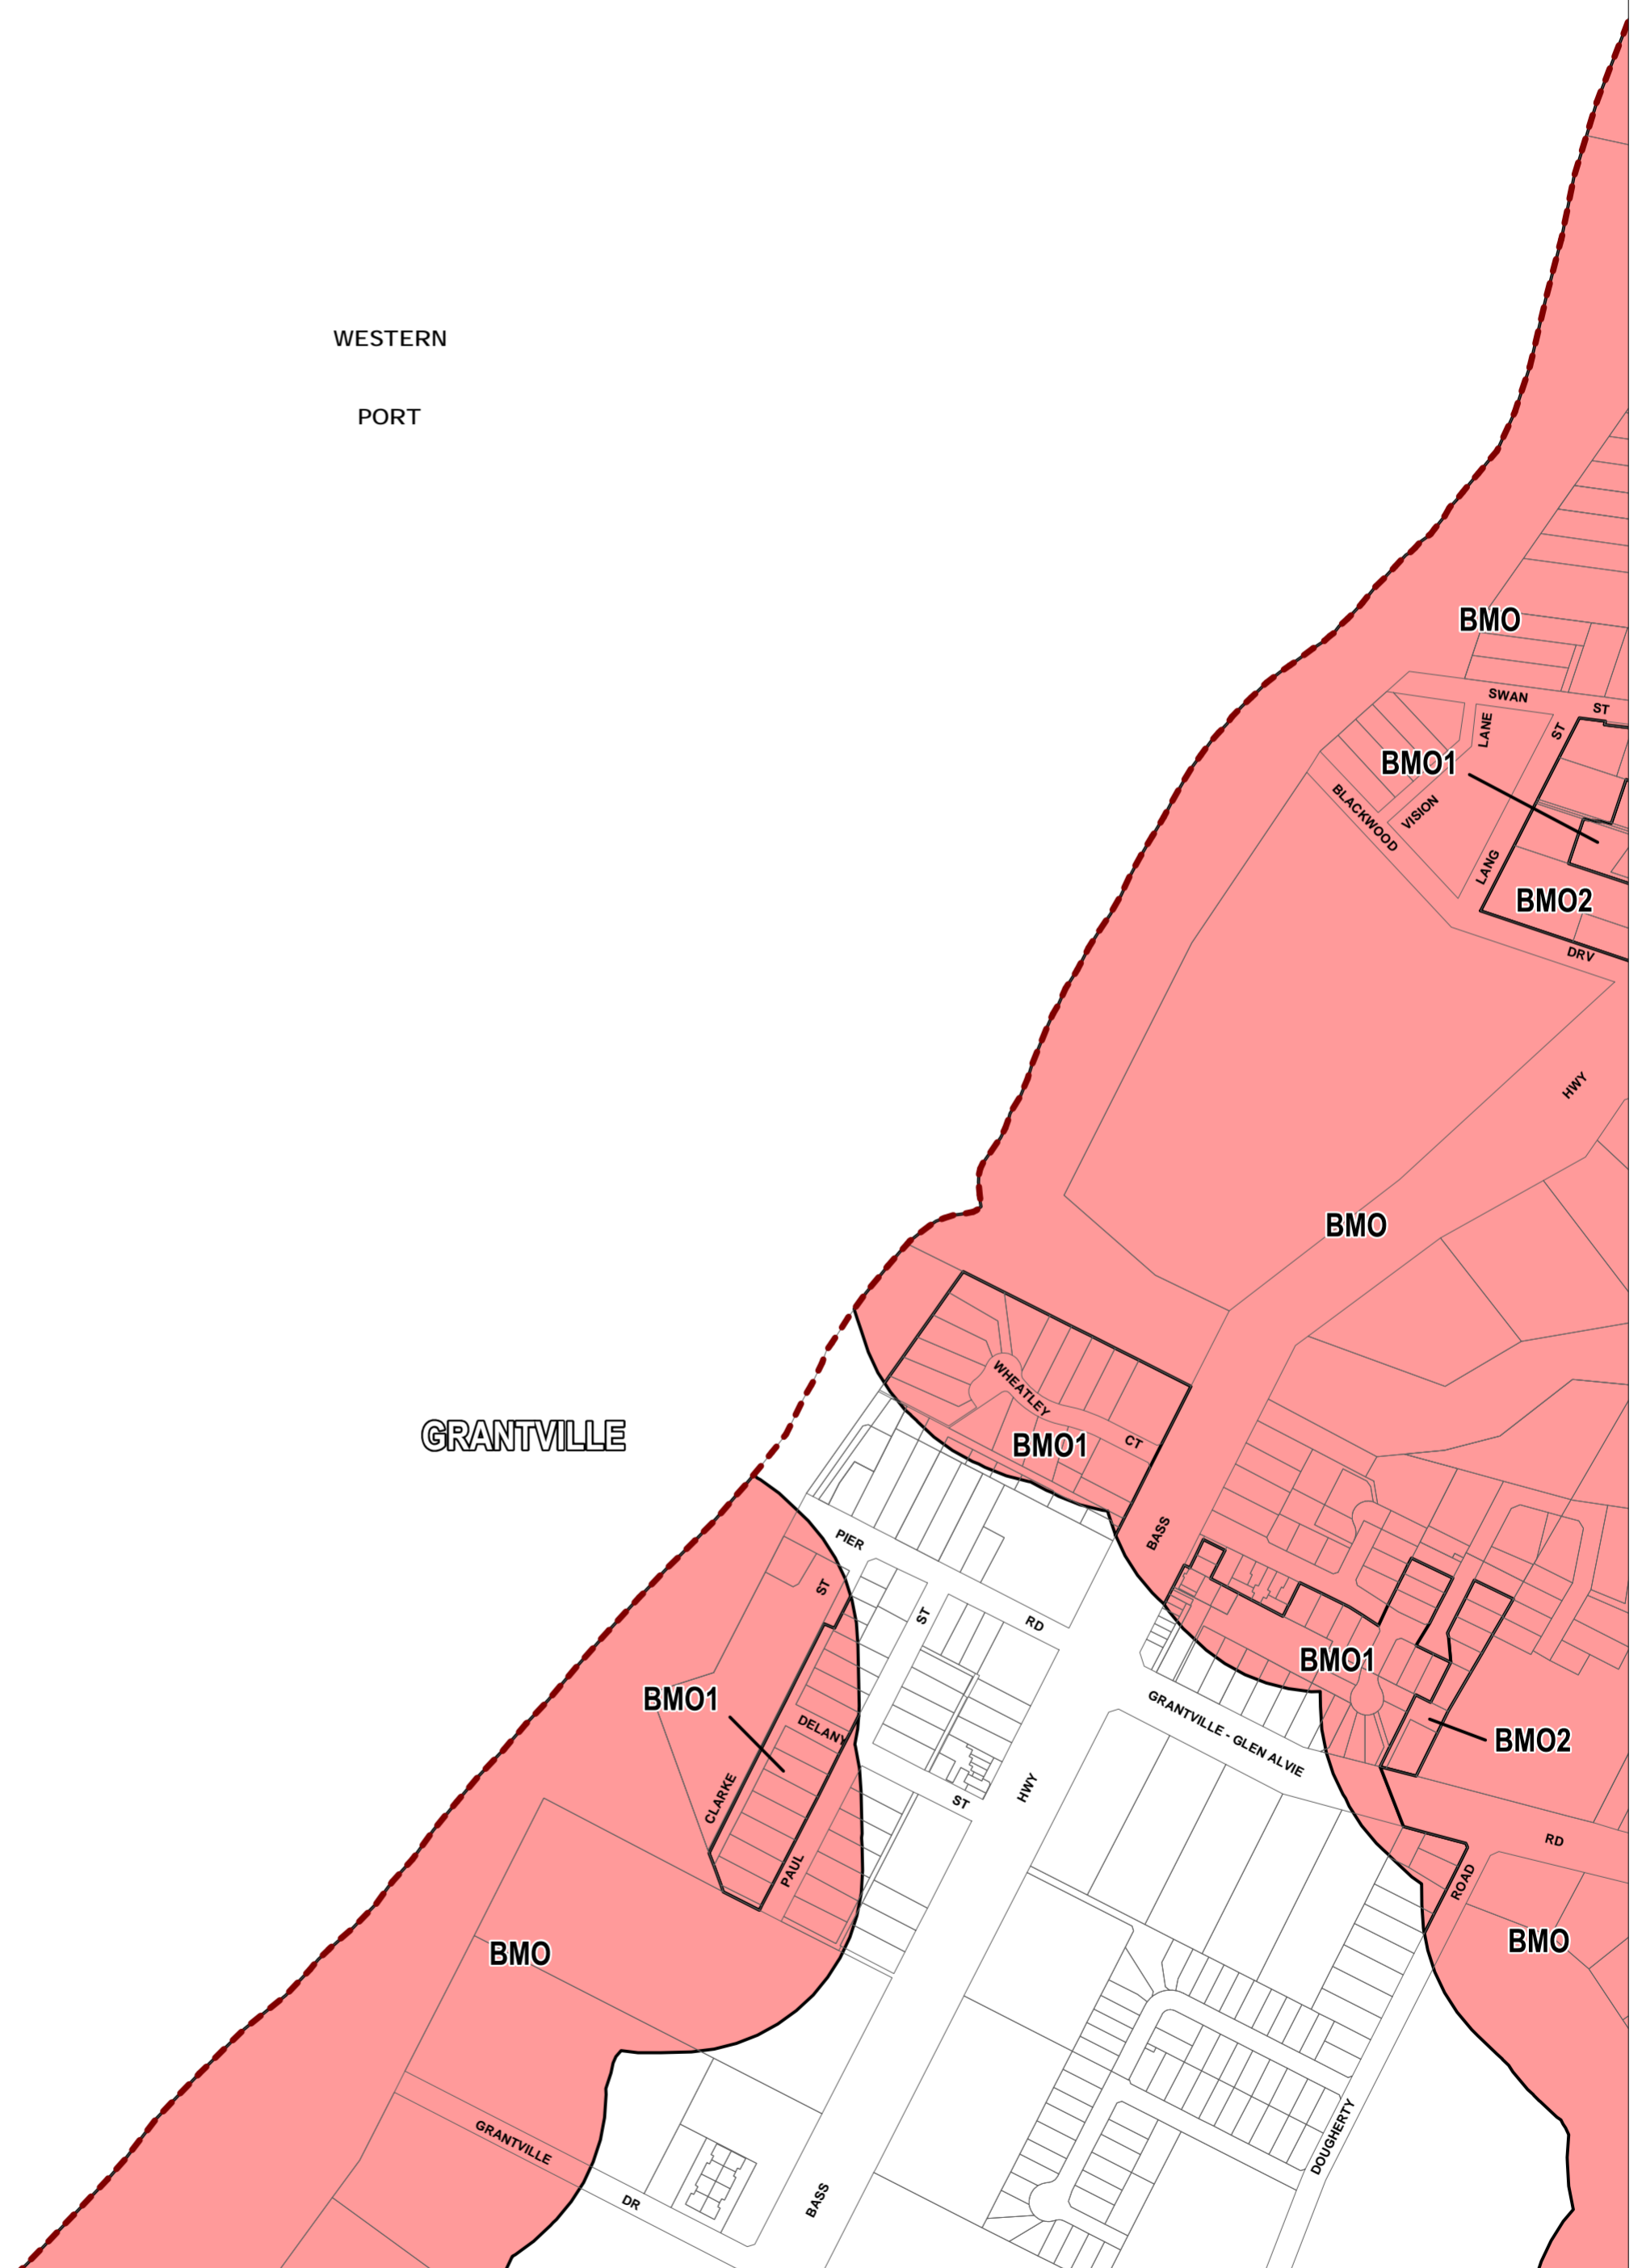 WESTERN
PORT
BMO
SWAN
ST
LANE
ST
BMO1
BLACKWOOD
VISION
LANG
BMO2
DRV
HWY
BMO
WHEATLEY
CT
BMO1
GRANTVILLE
BASS
PIER
ST
ST
RD
BMO1
BMO1
DELANY
GRANTVILLE - GLEN ALVIE
BMO2
CLARKE
ST
HWY
RD
PAUL
ROAD
BMO
BMO
GRANTVILLE
DR
BASS
DOUGHERTY